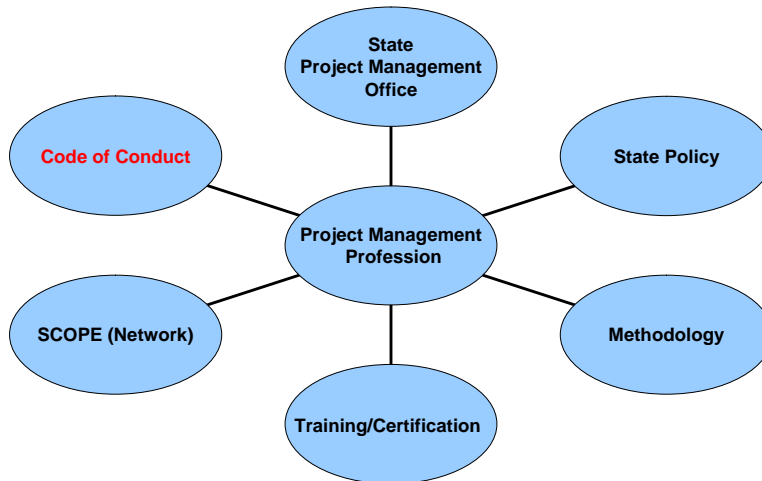 State
Project Management
Office
Code of Conduct
State Policy
Project Management
Profession
SCOPE (Network)
Methodology
Training/Certification